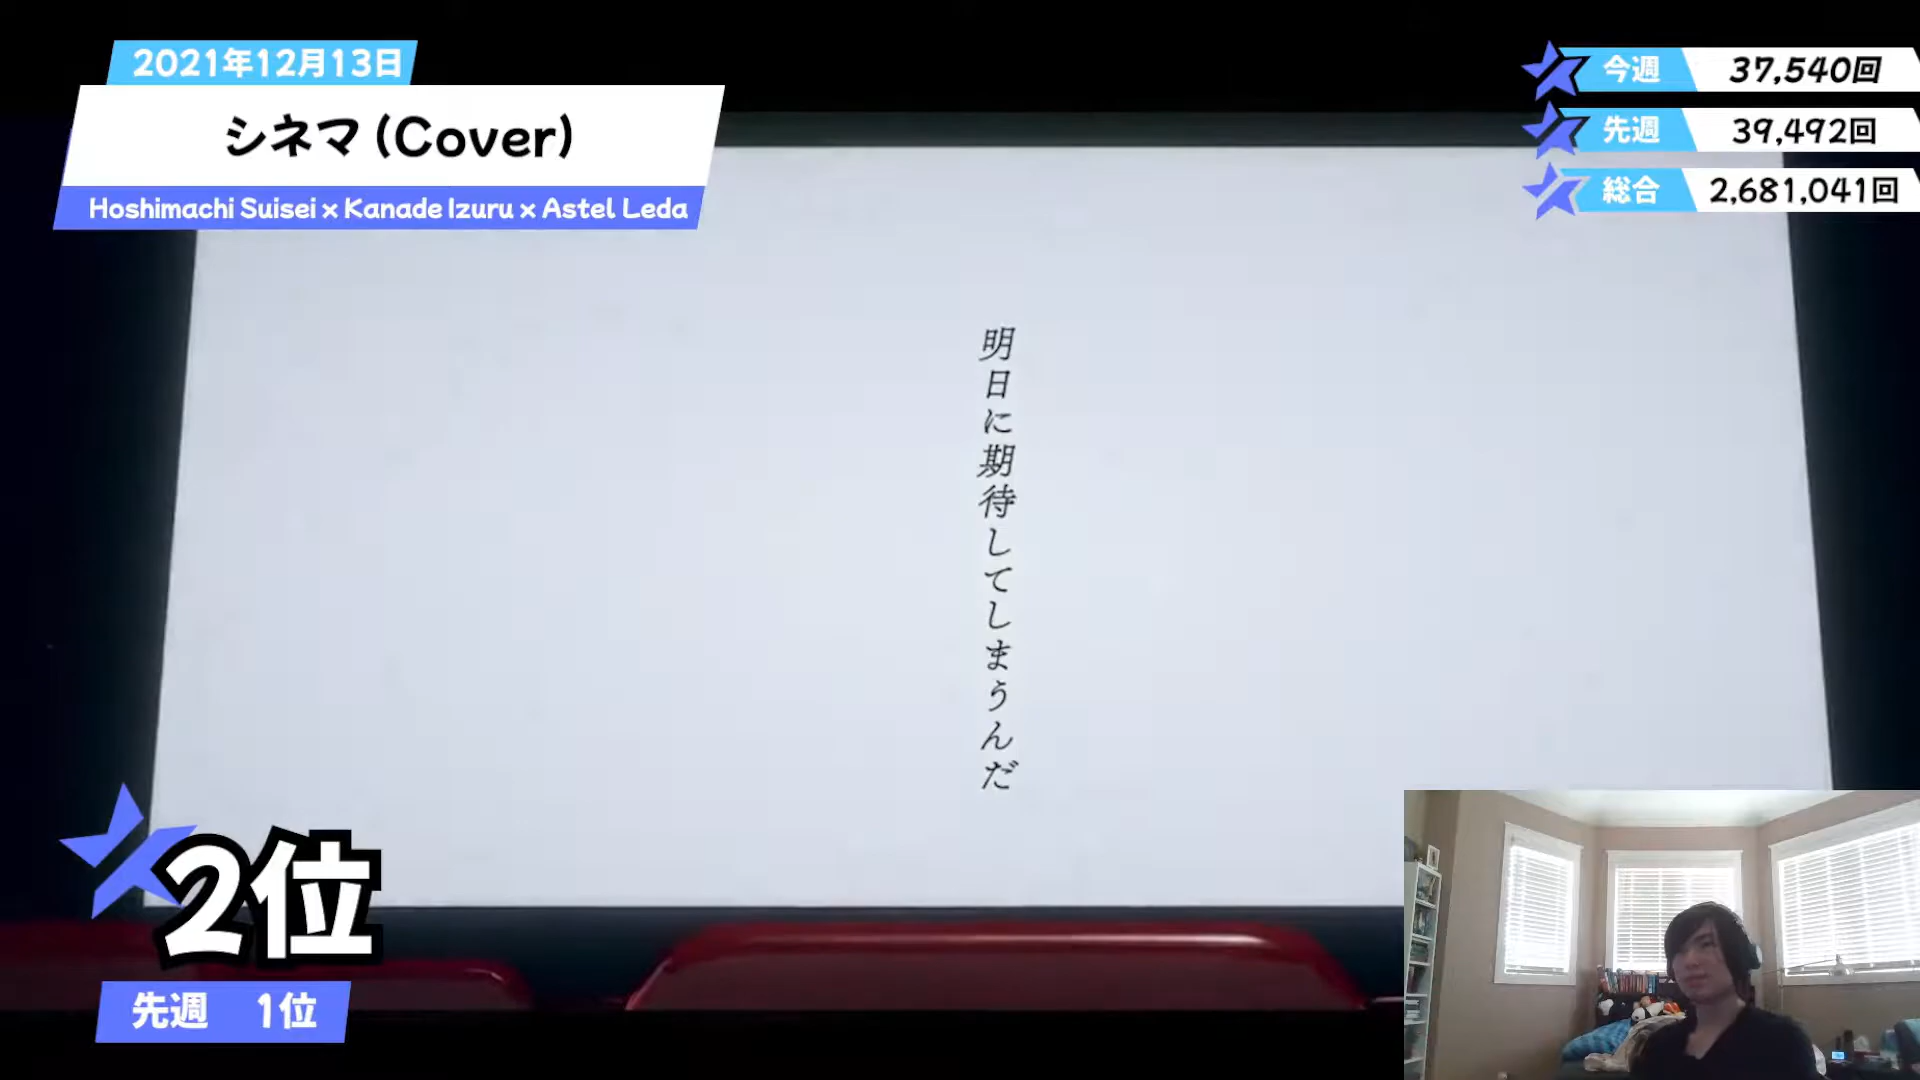 2021年12月13日
シネマ (Cover)
Hoshimachi Suisei x Kanade Izuru x Astel Leda
今週 37,540回
先週 39,492回
総合 2,681,041回
明日に期待してしまうんだ
2位
先週 1位